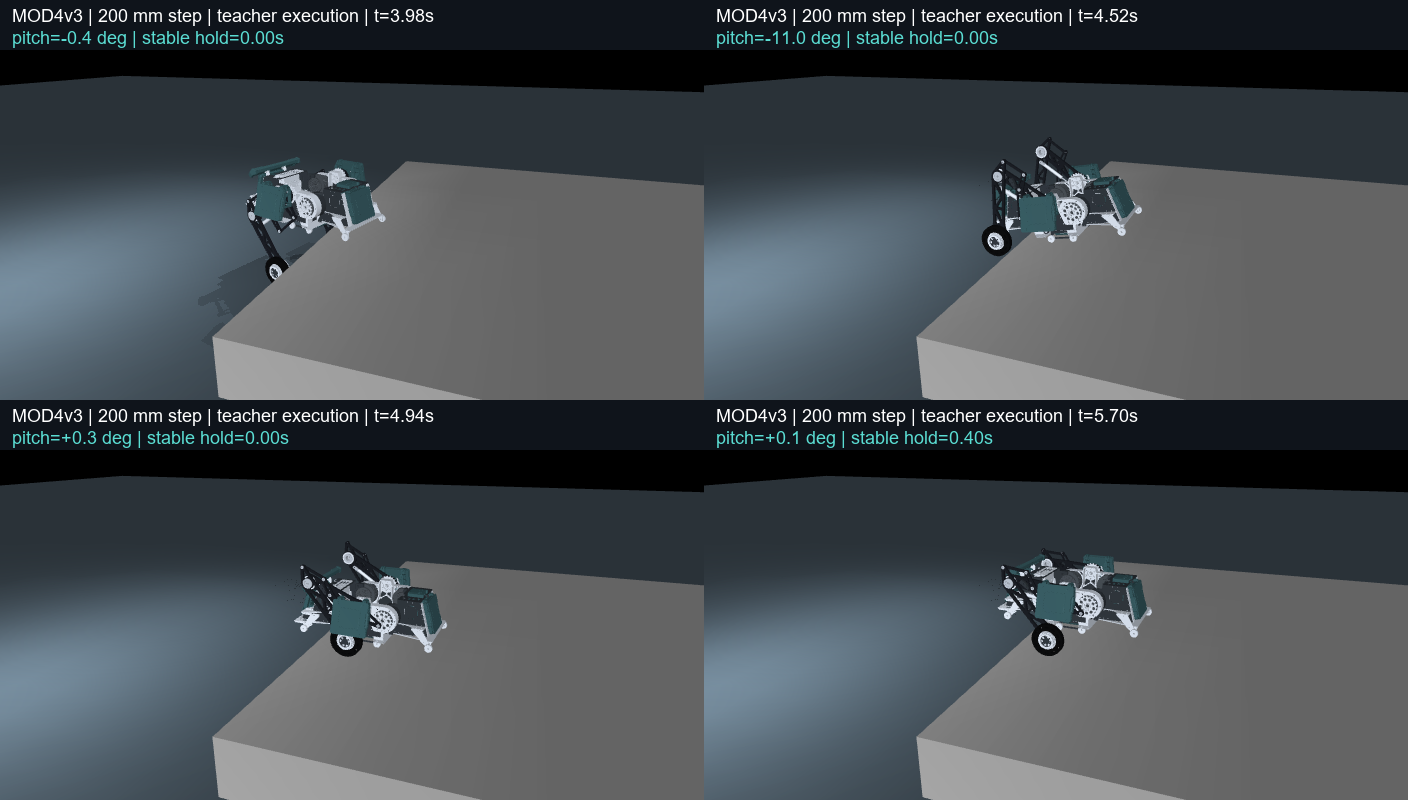 MOD4v3 | 200 mm step | teacher execution | t=3.98s
pitch=-0.4 deg | stable hold=0.00s
MOD4v3 | 200 mm step | teacher execution | t=4.52s
pitch=-11.0 deg | stable hold=0.00s
MOD4v3 | 200 mm step | teacher execution | t=4.94s
pitch=+0.3 deg | stable hold=0.00s
MOD4v3 | 200 mm step | teacher execution | t=5.70s
pitch=+0.1 deg | stable hold=0.40s